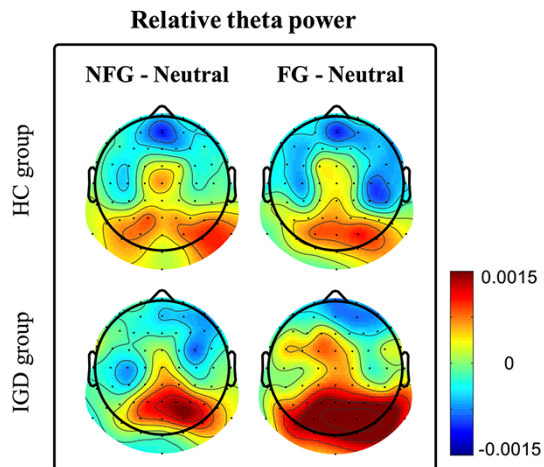 Relative theta power
NFG - Neutral
FG - Neutral
HC group
IGD group
0.0015
0
-0.0015